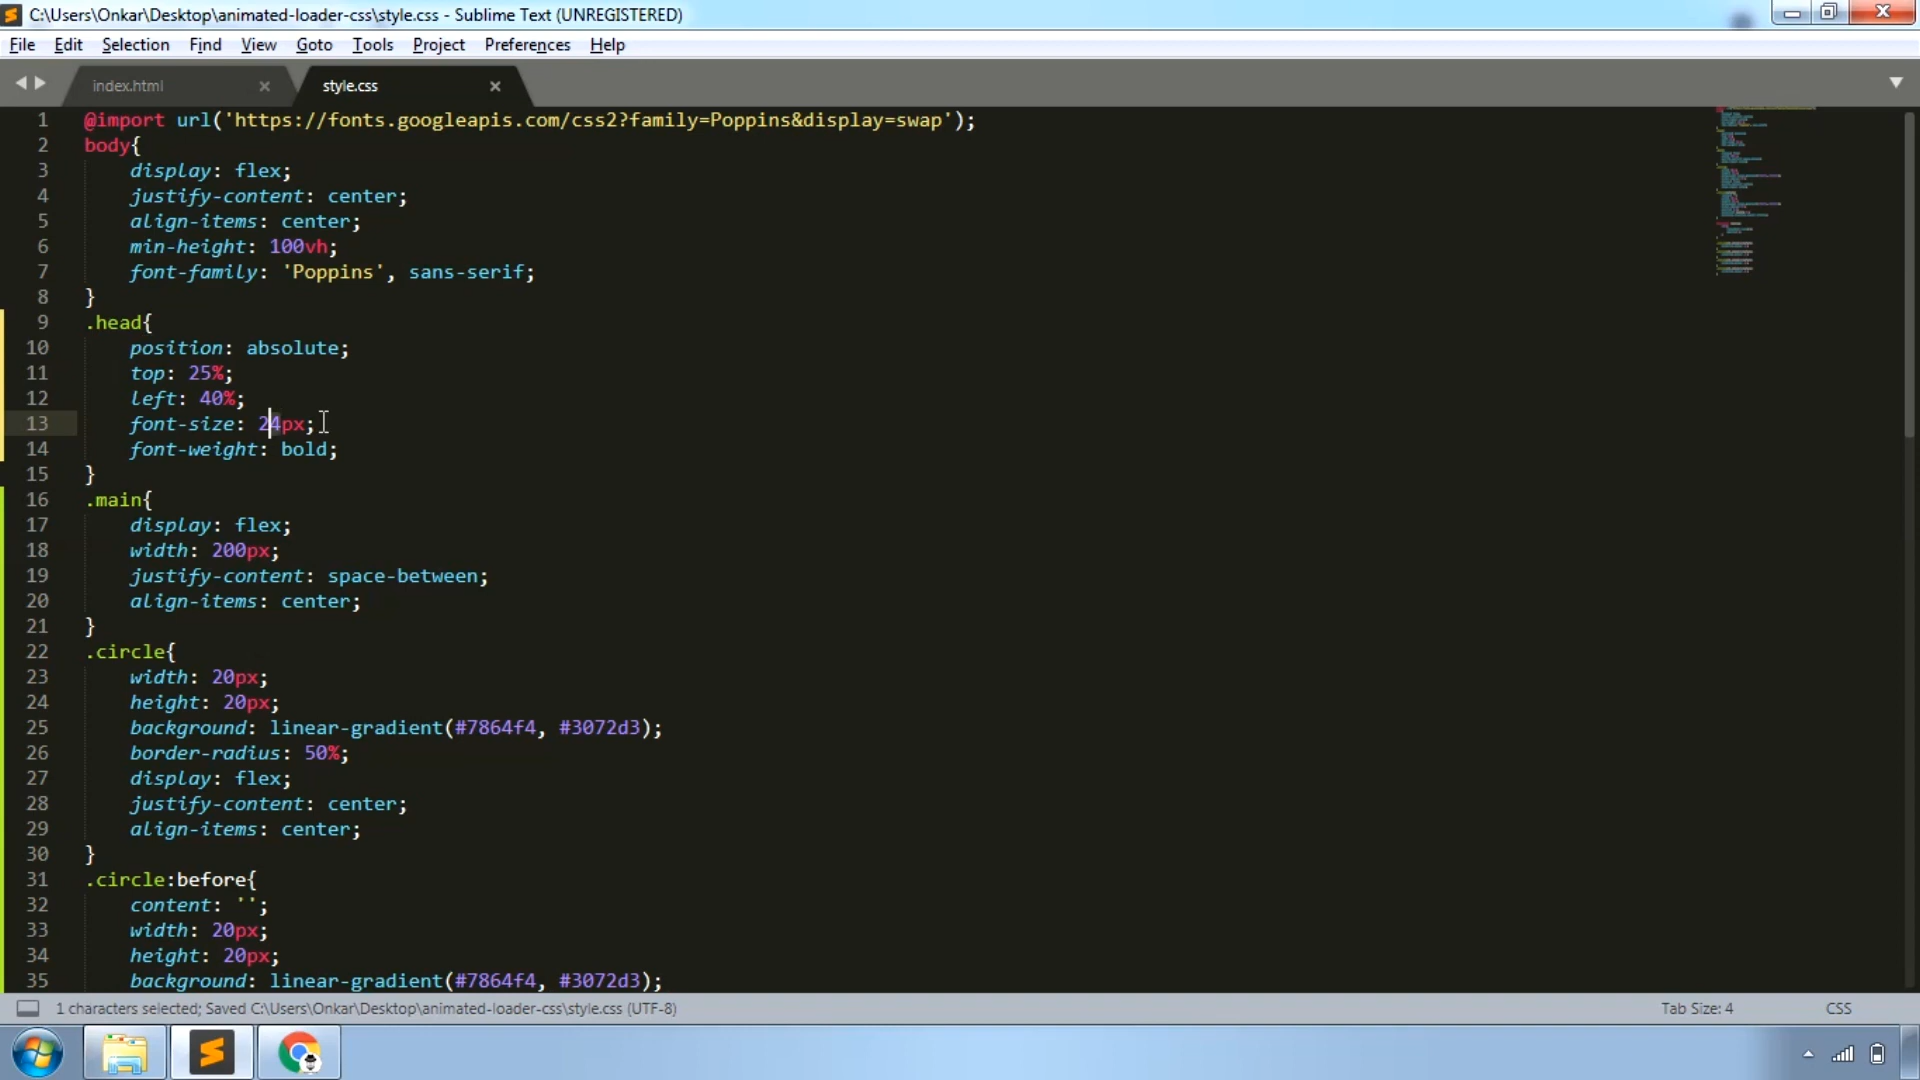 C:\Users\Onkar\Desktop\animated-loader-css\style.css - Sublime Text (UNREGISTERED)
File Edit Selection Find View Goto Tools Project Preferences Help
index.html × style.css ×
1 @import url('https://fonts.googleapis.com/css2?family=Poppins&display=swap');
2 body{
3 display: flex;
4 justify-content: center;
5 align-items: center;
6 min-height: 100vh;
7 font-family: 'Poppins', sans-serif;
8 }
9 .head{
10 position: absolute;
11 top: 25%;
12 left: 40%;
13 font-size: 24px;
14 font-weight: bold;
15 }
16 .main{
17 display: flex;
18 width: 200px;
19 justify-content: space-between;
20 align-items: center;
21 }
22 .circle{
23 width: 20px;
24 height: 20px;
25 background: linear-gradient(#7864f4, #3072d3);
26 border-radius: 50%;
27 display: flex;
28 justify-content: center;
29 align-items: center;
30 }
31 .circle:before{
32 content: '';
33 width: 20px;
34 height: 20px;
35 background: linear-gradient(#7864f4, #3072d3);
1 characters selected; Saved C:\Users\Onkar\Desktop\animated-loader-css\style.css (UTF-8) Tab Size: 4 CSS